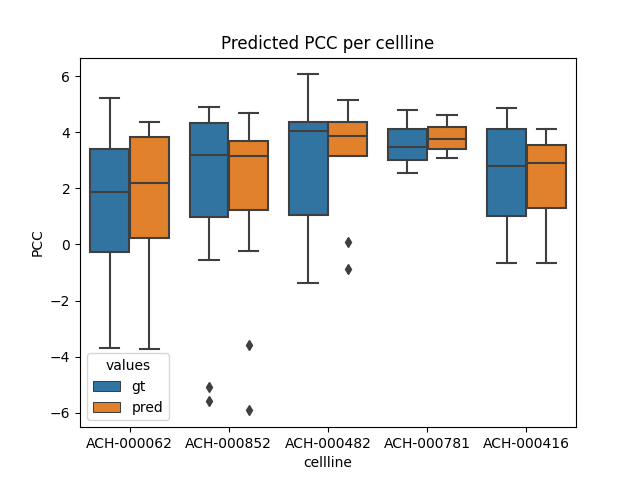 Predicted PCC per cellline
PCC
6
4
2
0
−2
−4
−6
values
gt
pred
ACH-000062
ACH-000852
ACH-000482
ACH-000781
ACH-000416
cellline